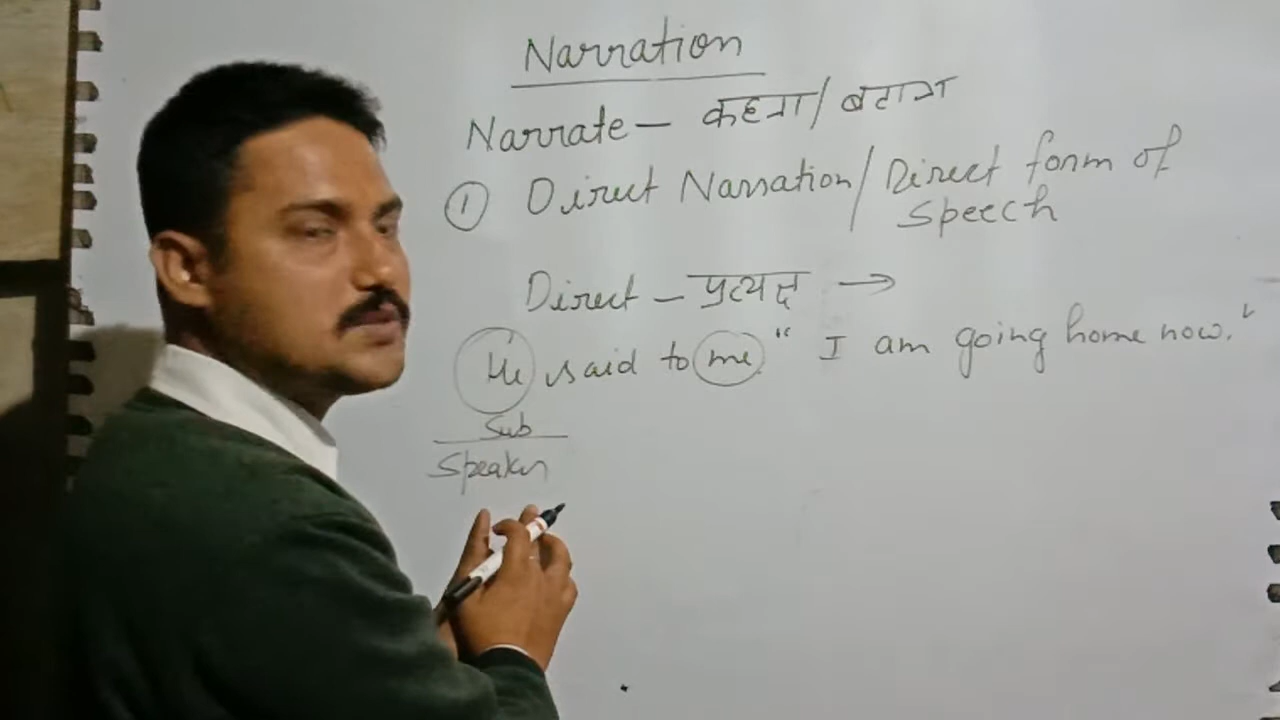 Narration
Narrate – कहना / बताना
① Direct Narration / Direct form of
Speech
Direct – प्रत्यक्ष →
He said to me " I am going home now."
Sub
Speaker